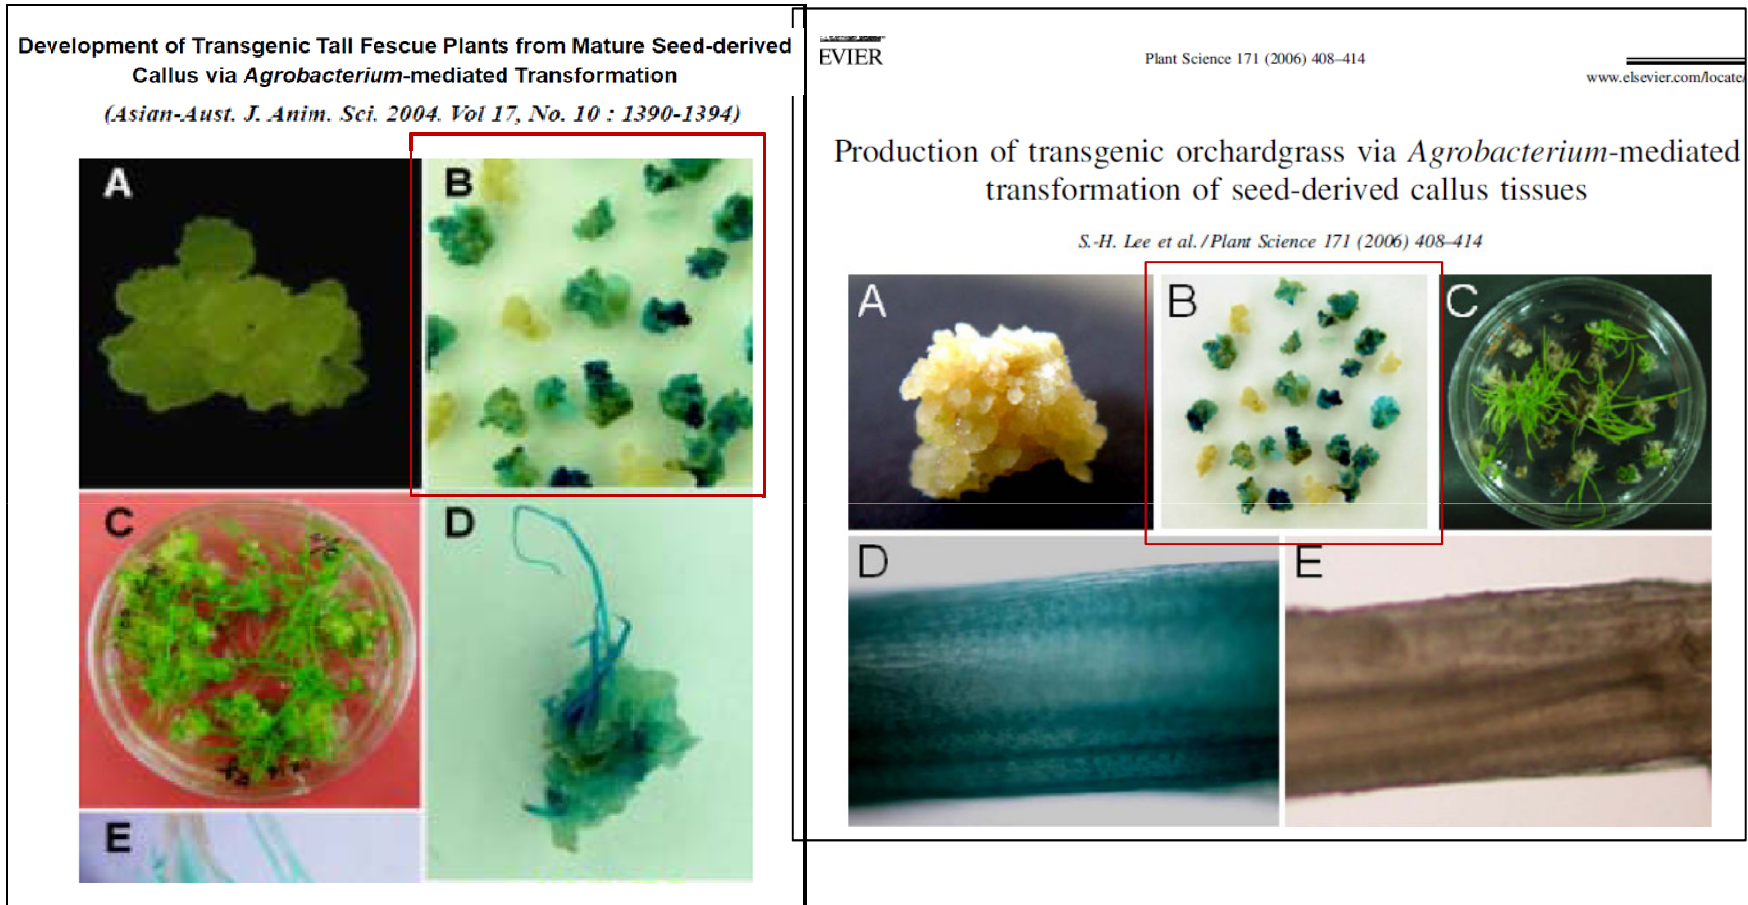 Development of Transgenic Tall Fescue Plants from Mature Seed-derived
Callus via Agrobacterium-mediated Transformation
(Asian-Aust. J. Anim. Sci. 2004. Vol 17, No. 10 : 1390-1394)
A
B
C
D
E
EVIER
Plant Science 171 (2006) 408–414
www.elsevier.com/locate/
Production of transgenic orchardgrass via Agrobacterium-mediated
transformation of seed-derived callus tissues
S.-H. Lee et al. / Plant Science 171 (2006) 408–414
A
B
C
D
E